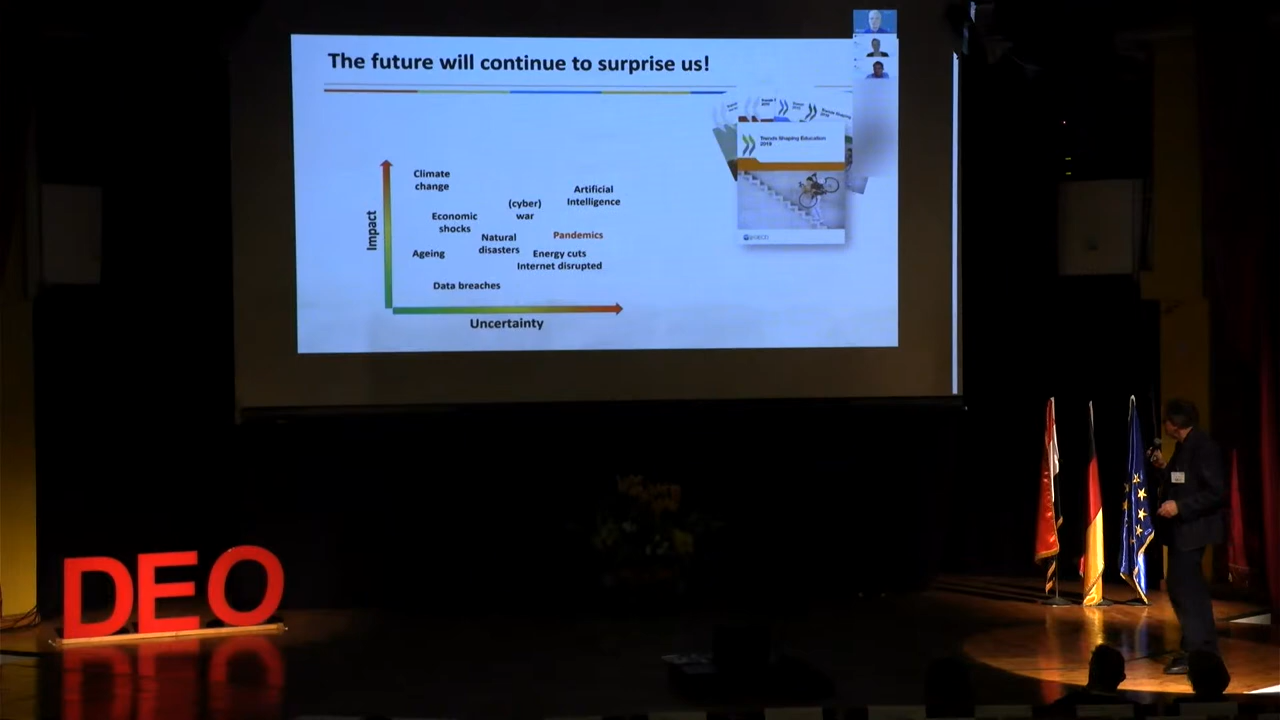 The future will continue to surprise us!
Trends Shaping Education
2019
Climate
change
Artificial
Intelligence
(cyber)
war
Economic
shocks
Impact
Natural
disasters
Pandemics
Ageing
Energy cuts
Internet disrupted
OECD
Data breaches
Uncertainty
DEO